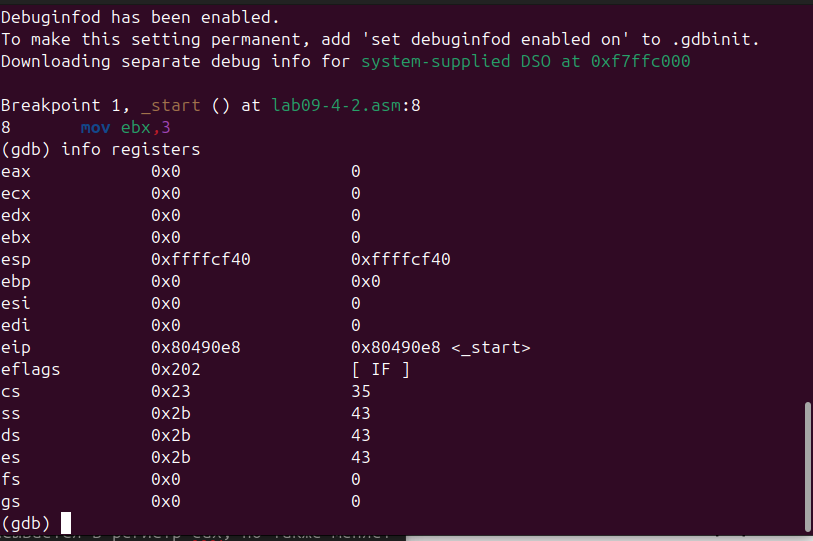 Debuginfod has been enabled.
To make this setting permanent, add 'set debuginfod enabled on' to .gdbinit.
Downloading separate debug info for system-supplied DSO at 0xf7ffc000

Breakpoint 1, _start () at lab09-4-2.asm:8
8       mov ebx,3
(gdb) info registers
eax            0x0                 0
ecx            0x0                 0
edx            0x0                 0
ebx            0x0                 0
esp            0xffffcf40          0xffffcf40
ebp            0x0                 0x0
esi            0x0                 0
edi            0x0                 0
eip            0x80490e8           0x80490e8 <_start>
eflags         0x202               [ IF ]
cs             0x23                35
ss             0x2b                43
ds             0x2b                43
es             0x2b                43
fs             0x0                 0
gs             0x0                 0
(gdb)